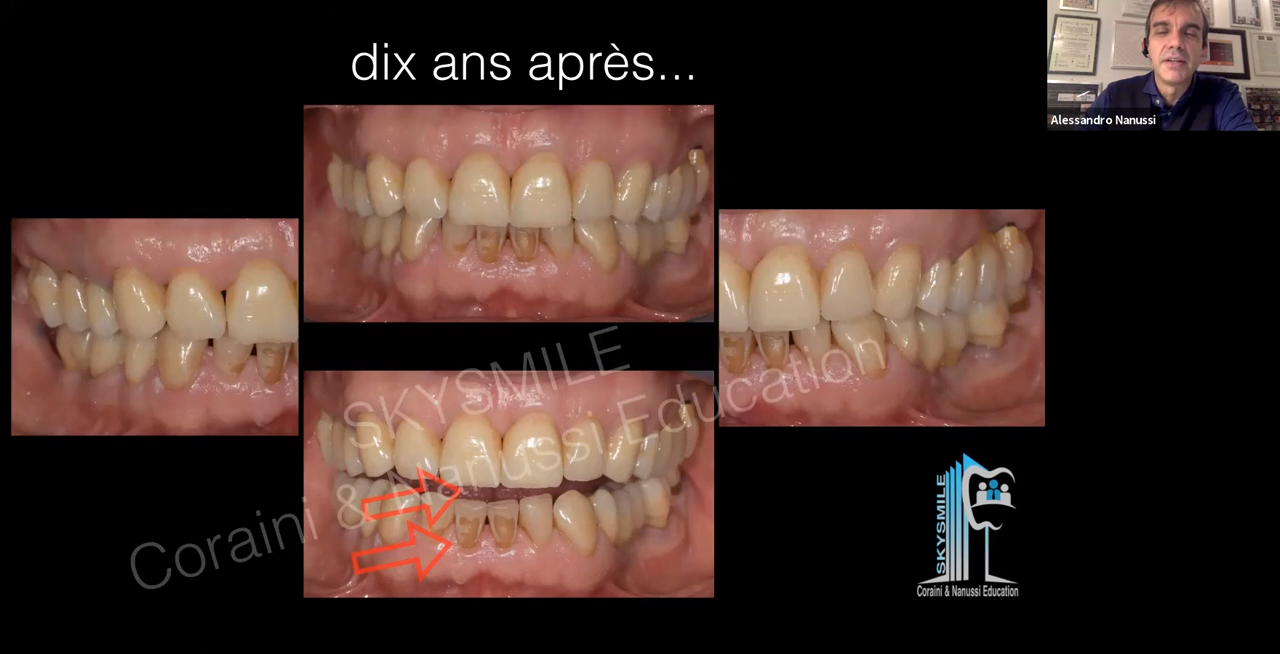 dix ans après...
Alessandro Nanussi
SKYSMILE
Coraini & Nanussi Education
SKYSMILE
Coraini & Nanussi Education